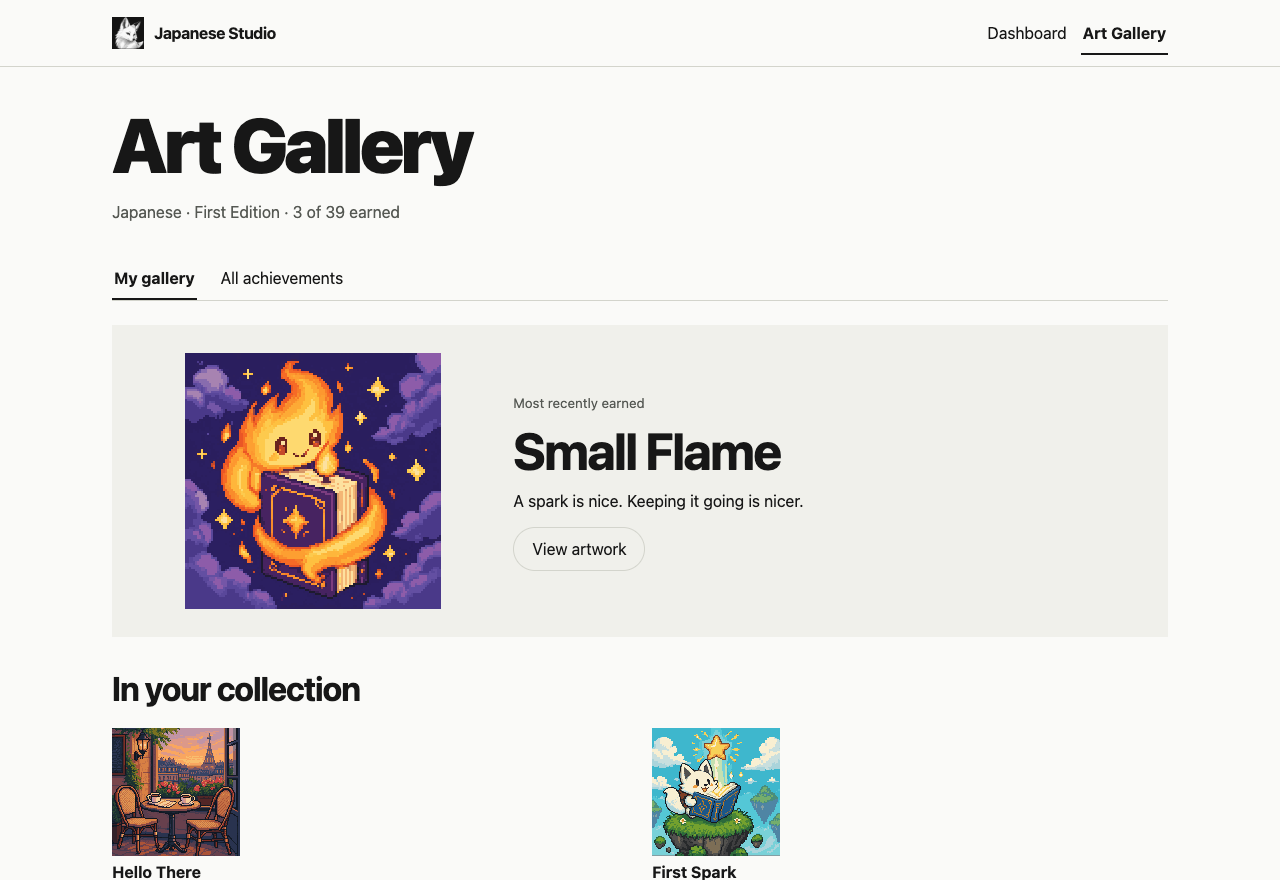 Japanese Studio
Dashboard
Art Gallery
Art Gallery
Japanese · First Edition · 3 of 39 earned
My gallery
All achievements
Most recently earned
Small Flame
A spark is nice. Keeping it going is nicer.
View artwork
In your collection
Hello There
First Spark